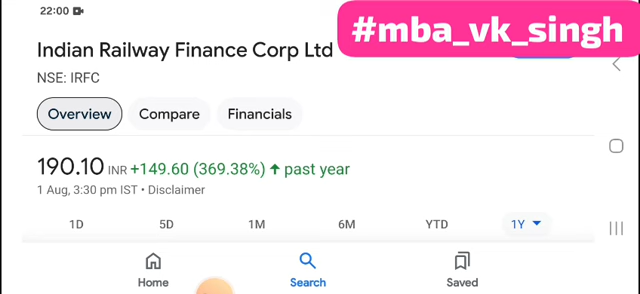 22:00
#mba_vk_singh
Indian Railway Finance Corp Ltd
NSE: IRFC
Overview Compare Financials
190.10 INR +149.60 (369.38%) ↑ past year
1 Aug, 3:30 pm IST • Disclaimer
1D 5D 1M 6M YTD 1Y
Home Search Saved